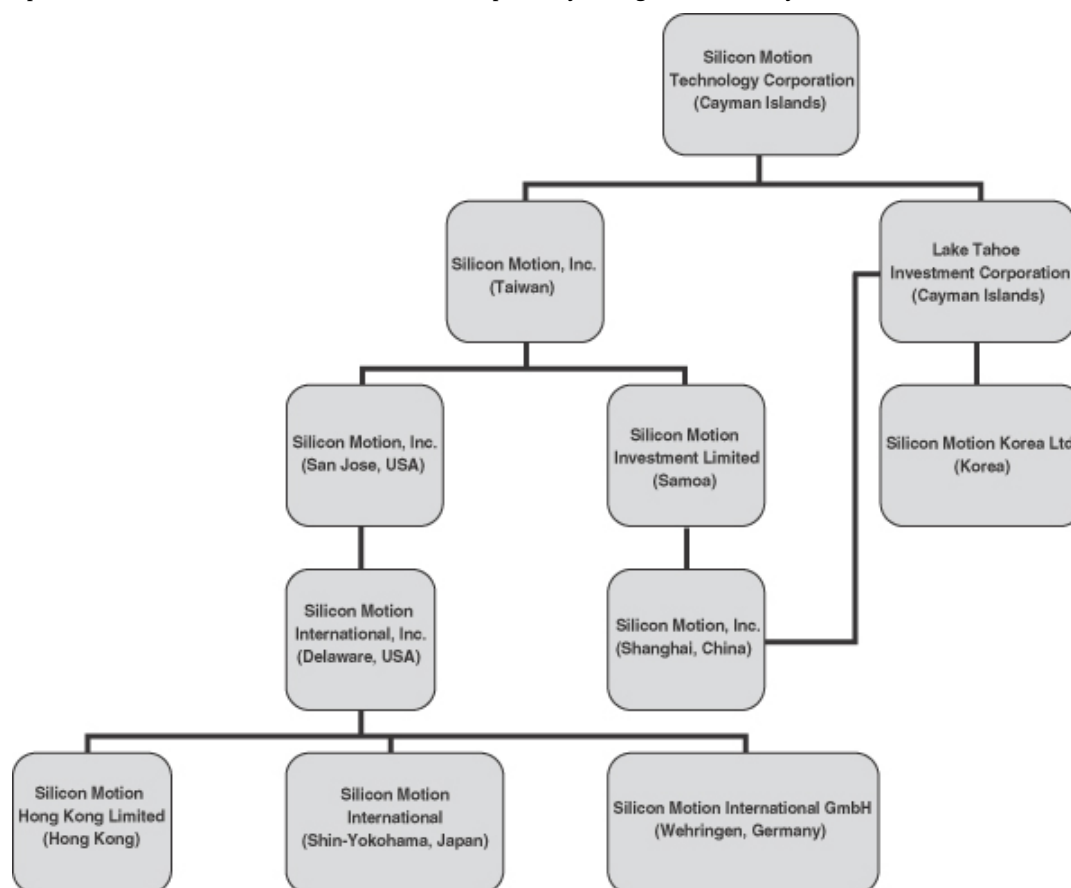 Silicon Motion
Technology Corporation
(Cayman Islands)
Silicon Motion, Inc.
(Taiwan)
Lake Tahoe
Investment Corporation
(Cayman Islands)
Silicon Motion, Inc.
(San Jose, USA)
Silicon Motion
Investment Limited
(Samoa)
Silicon Motion Korea Ltd
(Korea)
Silicon Motion
International, Inc.
(Delaware, USA)
Silicon Motion, Inc.
(Shanghai, China)
Silicon Motion
Hong Kong Limited
(Hong Kong)
Silicon Motion
International
(Shin-Yokohama, Japan)
Silicon Motion International GmbH
(Wehringen, Germany)